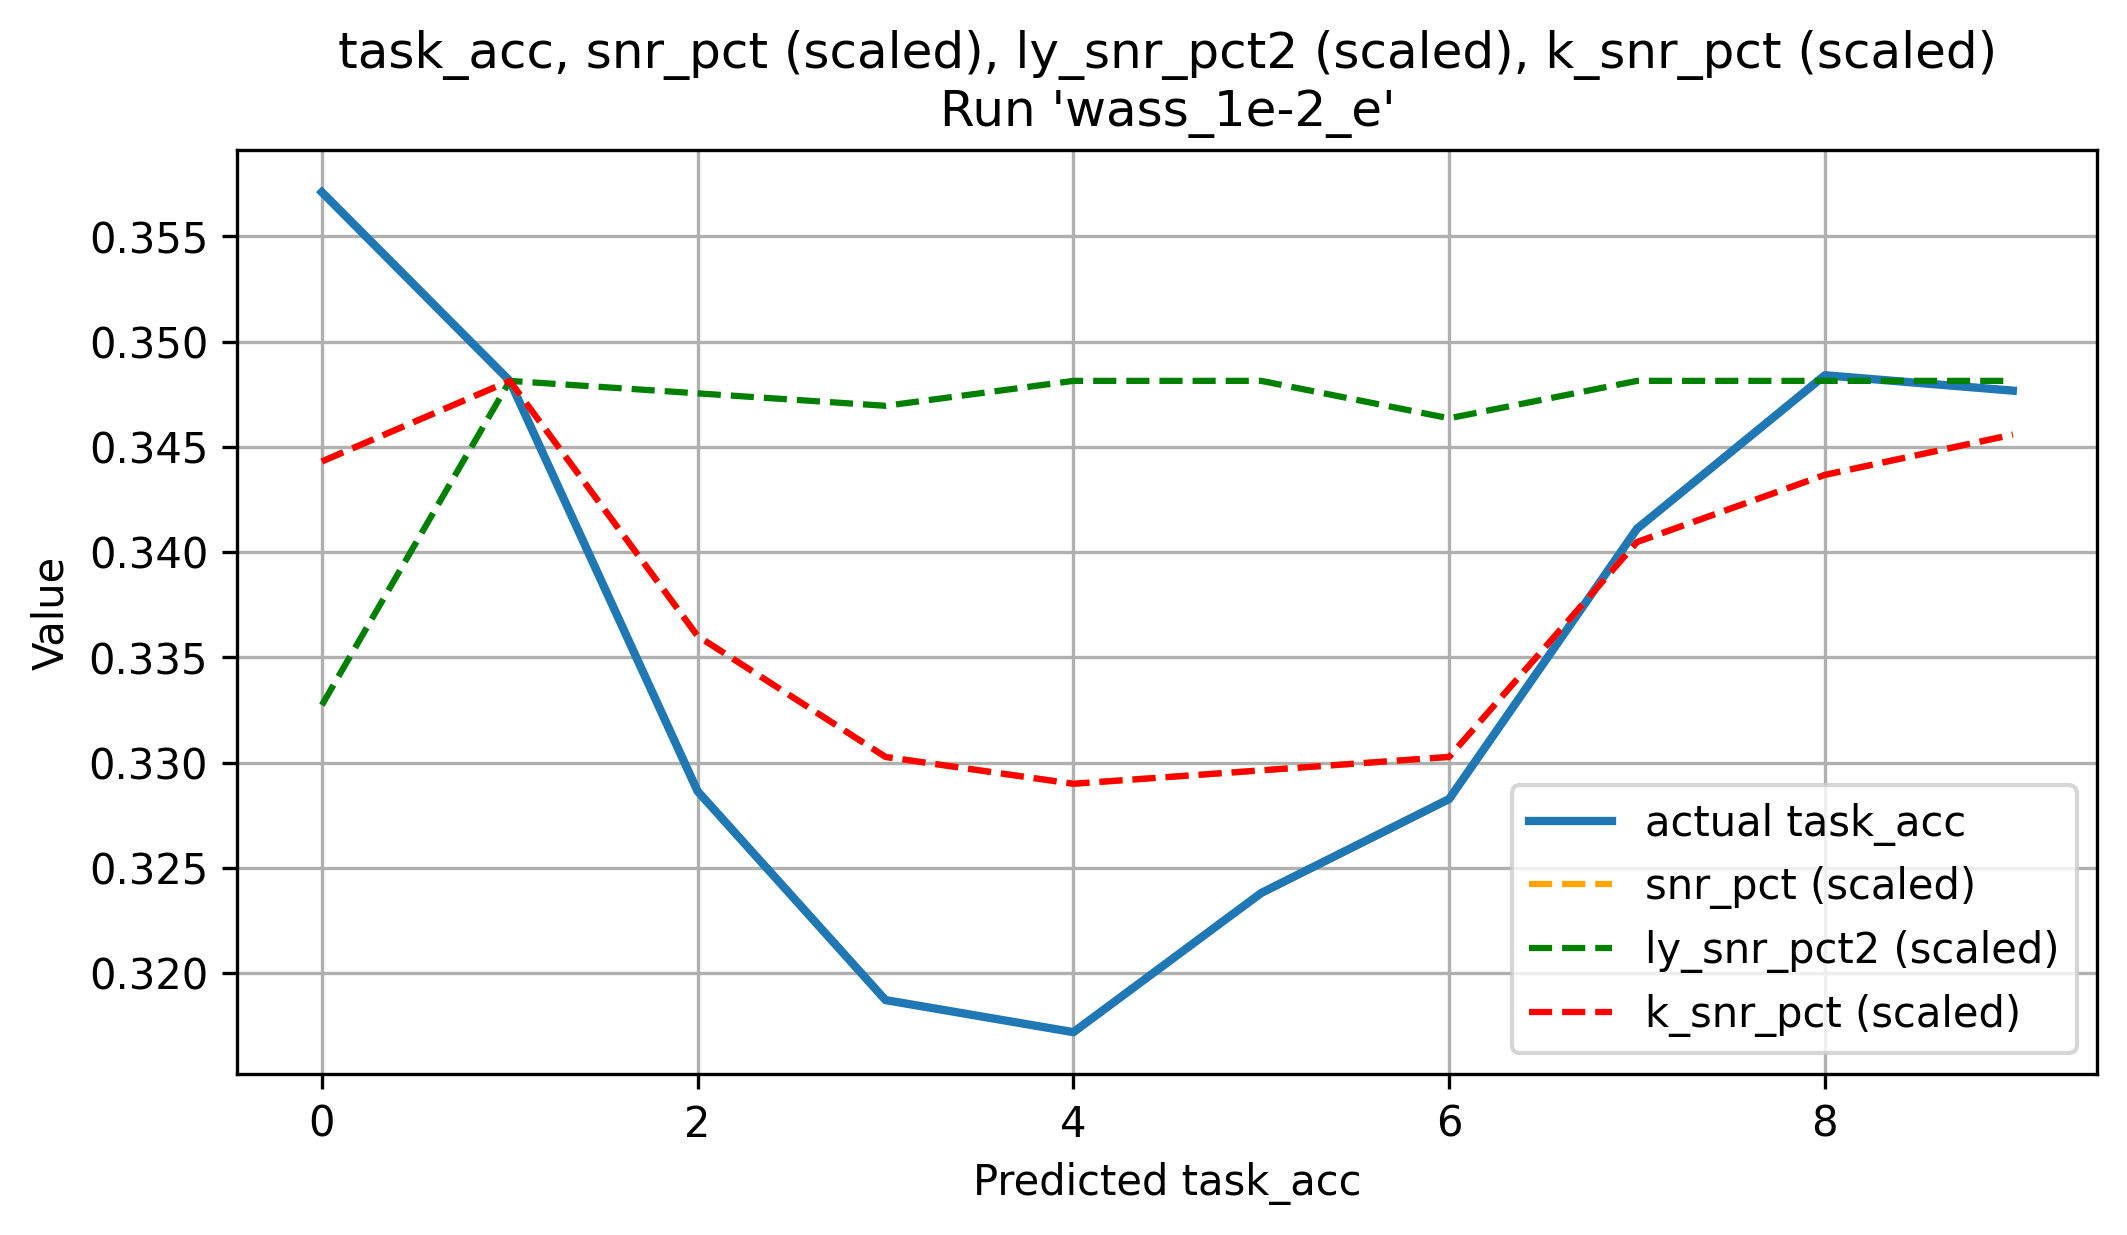 task_acc, snr_pct (scaled), ly_snr_pct2 (scaled), k_snr_pct (scaled)
Run 'wass_1e-2_e'
Value
0.355
0.350
0.345
0.340
0.335
0.330
0.325
0.320
actual task_acc
snr_pct (scaled)
ly_snr_pct2 (scaled)
k_snr_pct (scaled)
0 2 4 6 8
Predicted task_acc